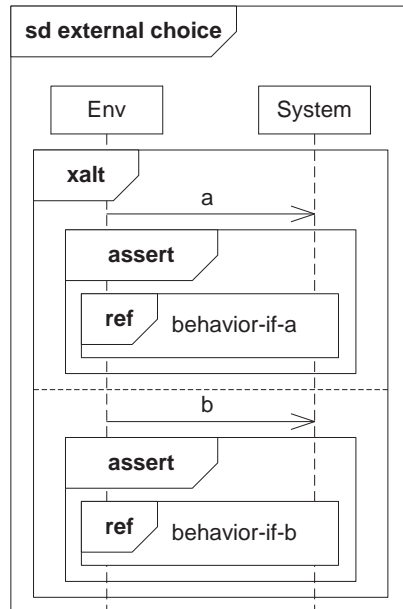 sd external choice
Env
System
xalt
a
assert
ref
behavior-if-a
b
assert
ref
behavior-if-b